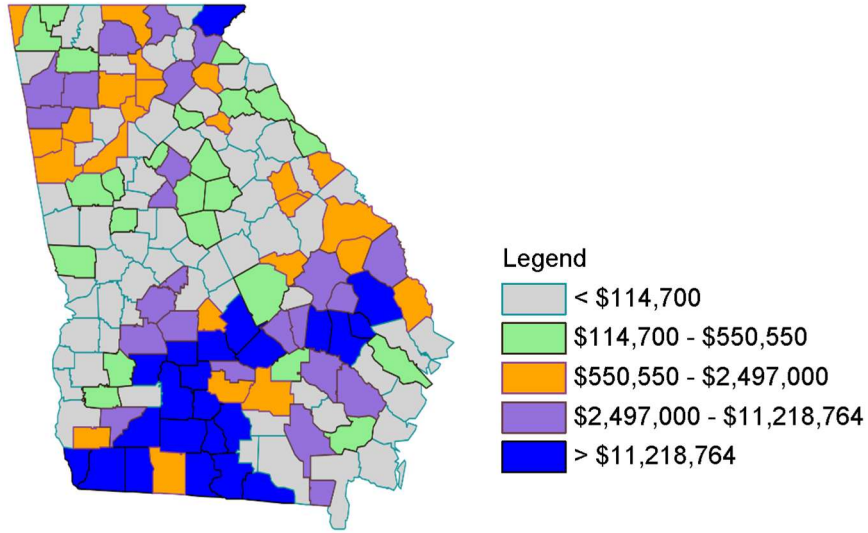 Legend
< $114,700
$114,700 - $550,550
$550,550 - $2,497,000
$2,497,000 - $11,218,764
> $11,218,764